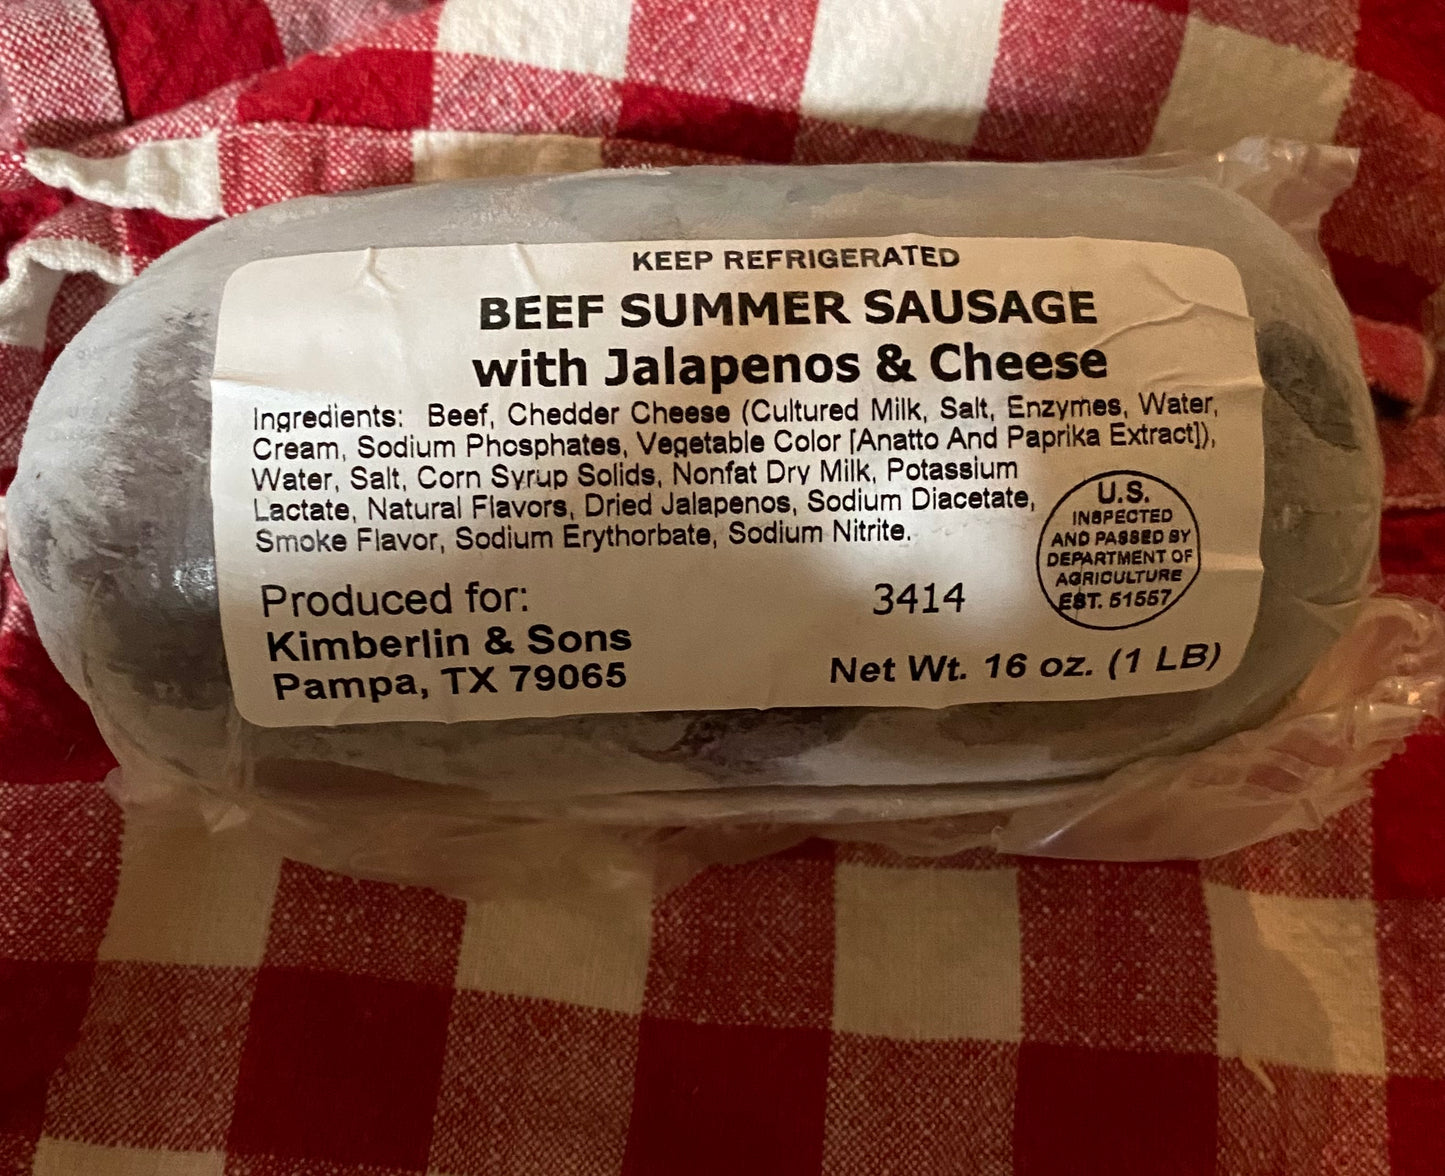 KEEP REFRIGERATED
BEEF SUMMER SAUSAGE
with Jalapenos & Cheese
Ingredients: Beef, Chedder Cheese (Cultured Milk, Salt, Enzymes, Water,
Cream, Sodium Phosphates, Vegetable Color [Anatto And Paprika Extract]),
Water, Salt, Corn Syrup Solids, Nonfat Dry Milk, Potassium
Lactate, Natural Flavors, Dried Jalapenos, Sodium Diacetate,
Smoke Flavor, Sodium Erythorbate, Sodium Nitrite.
U.S.
INSPECTED
AND PASSED BY
DEPARTMENT OF
AGRICULTURE
EST. 51557
Produced for:
Kimberlin & Sons
Pampa, TX 79065
3414
Net Wt. 16 oz. (1 LB)